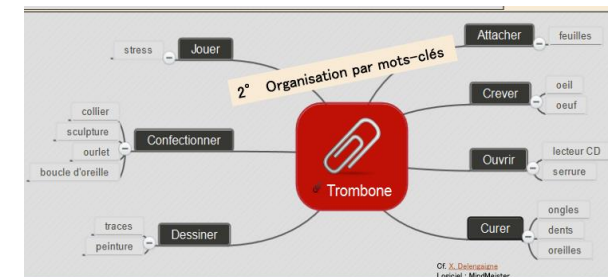 2° Organisation par mots-clés
Trombone
Jouer
stress
Confectionner
collier
sculpture
ourlet
boucle d'oreille
Dessiner
traces
peinture
Attacher
feuilles
Crever
oeil
oeuf
Ouvrir
lecteur CD
serrure
Curer
ongles
dents
oreilles
Cf. X. Delengaigne
Logiciel : MindMeister